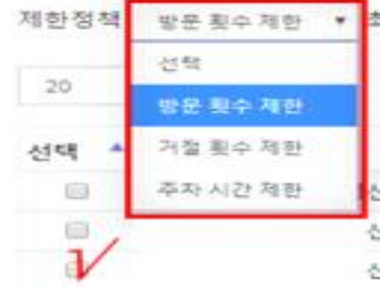 제한정책 방문 횟수 제한 ▼
선택
20
방문 횟수 제한
선택 ▲ 거절 횟수 제한
주차 시간 제한